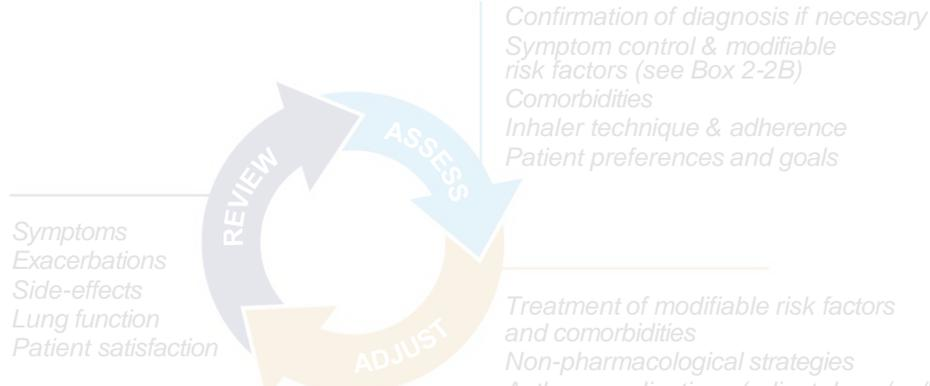 Confirmation of diagnosis if necessary
Symptom control & modifiable
risk factors (see Box 2-2B)
Comorbidities
Inhaler technique & adherence
Patient preferences and goals
ASSESS
REVIEW
Symptoms
Exacerbations
Side-effects
Lung function
Patient satisfaction
ADJUST
Treatment of modifiable risk factors
and comorbidities
Non-pharmacological strategies